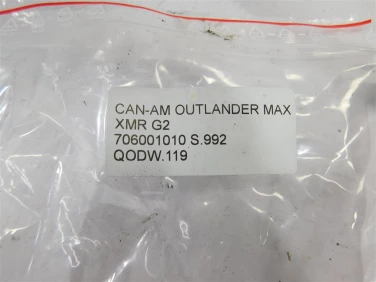 CAN-AM OUTLANDER MAX
XMR G2
706001010 S.992
QODW.119